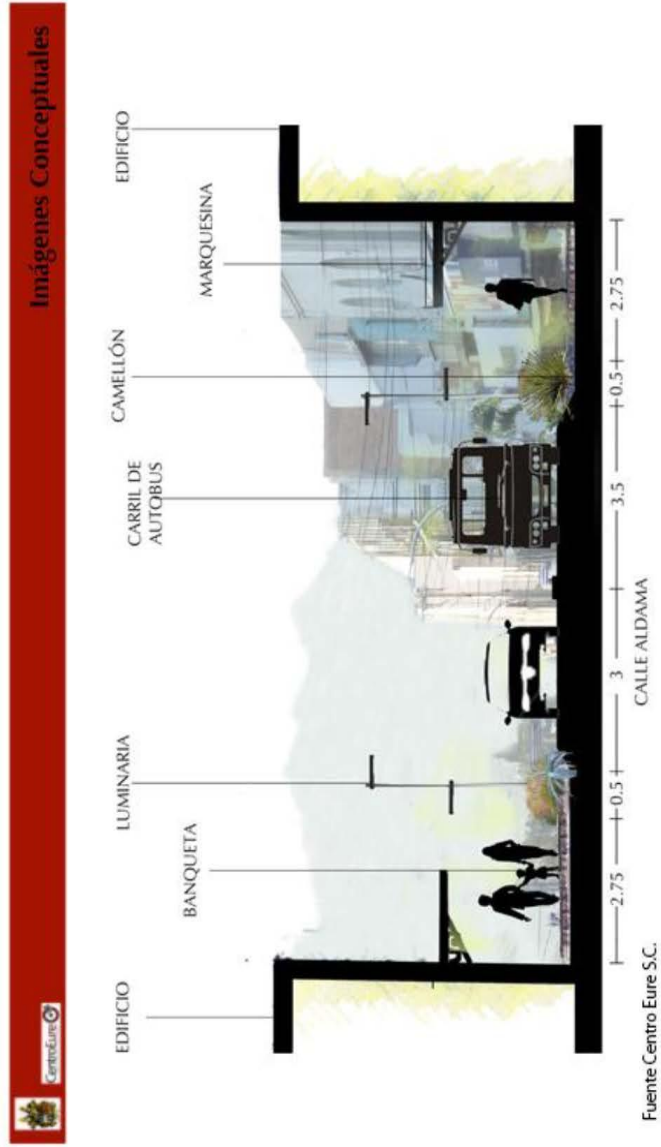 CentroEure
Imágenes Conceptuales
EDIFICIO
BANQUETA
LUMINARIA
CARRIL DE
AUTOBUS
CAMELLÓN
MARQUESINA
EDIFICIO
2.75
0.5
3
3.5
0.5
2.75
CALLE ALDAMA
Fuente Centro Eure S.C.